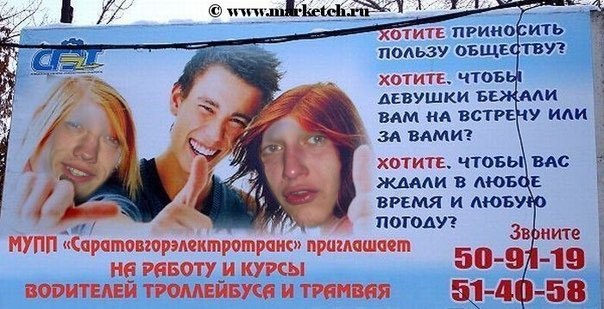 © www.marketch.ru
СГЭТ
ХОТИТЕ ПРИНОСИТЬ
ПОЛЬЗУ ОБЩЕСТВУ?
ХОТИТЕ, ЧТОБЫ
ДЕВУШКИ БЕЖАЛИ
ВАМ НА ВСТРЕЧУ ИЛИ
ЗА ВАМИ?
ХОТИТЕ, ЧТОБЫ ВАС
ЖДАЛИ В ЛЮБОЕ
ВРЕМЯ И ЛЮБУЮ
ПОГОДУ?
МУПП «Саратовгорэлектротранс» приглашает
НА РАБОТУ И КУРСЫ
ВОДИТЕЛЕЙ ТРОЛЛЕЙБУСА И ТРАМВАЯ
Звоните
50-91-19
51-40-58